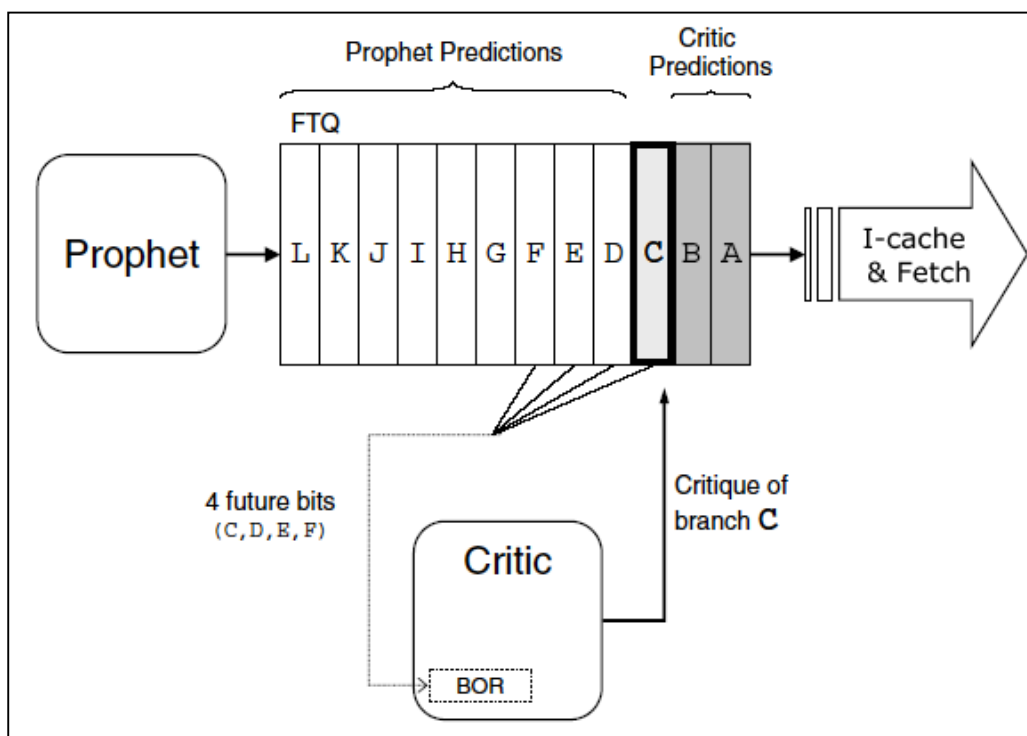 Prophet Predictions
Critic
Predictions
FTQ
Prophet
L K J I H G F E D C B A
I-cache
& Fetch
4 future bits
(C,D,E,F)
Critique of
branch C
Critic
BOR